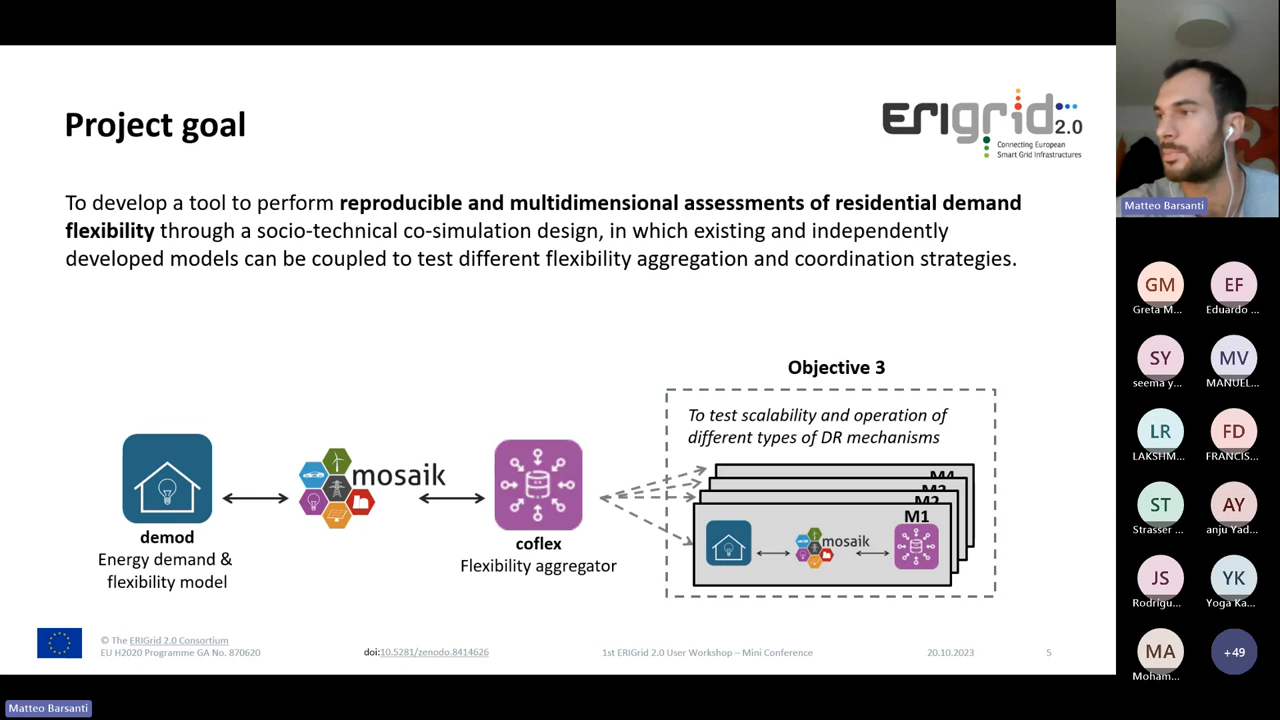 Project goal
ERIgrid 2.0
Connecting European
Smart Grid Infrastructures
To develop a tool to perform reproducible and multidimensional assessments of residential demand
flexibility through a socio-technical co-simulation design, in which existing and independently
developed models can be coupled to test different flexibility aggregation and coordination strategies.
Objective 3
To test scalability and operation of
different types of DR mechanisms
M4
M3
M2
M1
mosaik
mosaik
demod
Energy demand &
flexibility model
coflex
Flexibility aggregator
© The ERIGrid 2.0 Consortium
EU H2020 Programme GA No. 870620
doi:10.5281/zenodo.8414626
1st ERIGrid 2.0 User Workshop – Mini Conference
20.10.2023
5
Matteo Barsanti
GM
Greta M...
EF
Eduardo ...
SY
seema y...
MV
MANUEL...
LR
LAKSHM...
FD
FRANCIS...
ST
Strasser ...
AY
anju Yad...
JS
Rodrígu...
YK
Yoga Ka...
MA
Moham...
+49
Matteo Barsanti